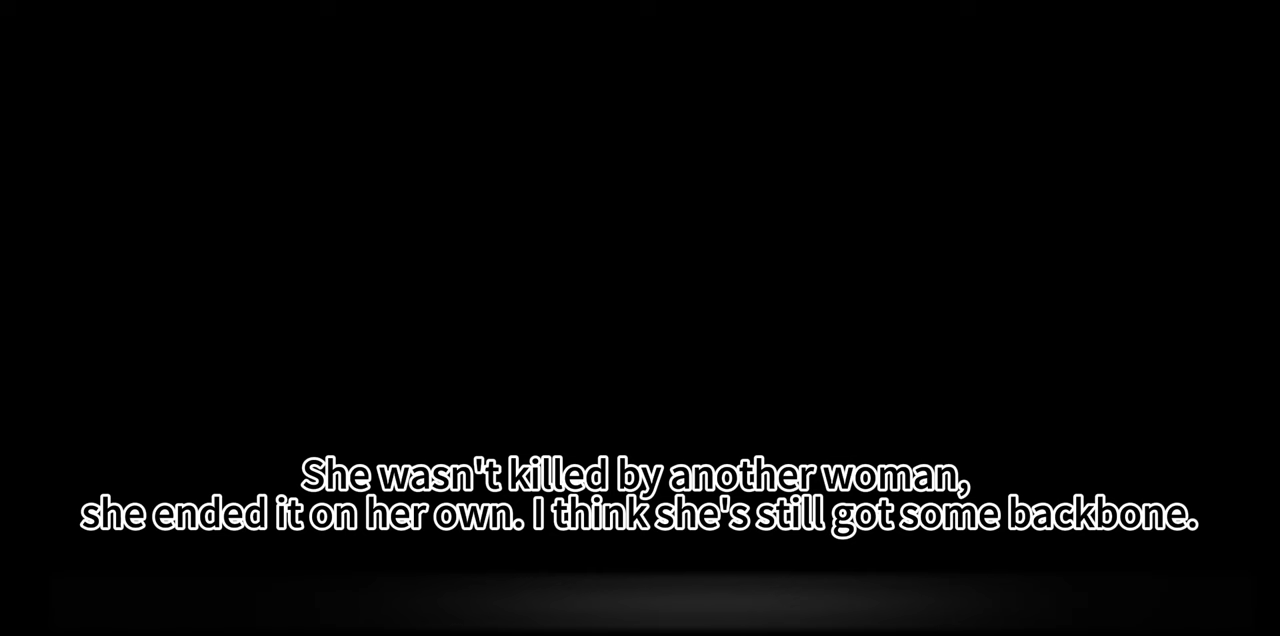 She wasn't killed by another woman,
she ended it on her own. I think she's still got some backbone.